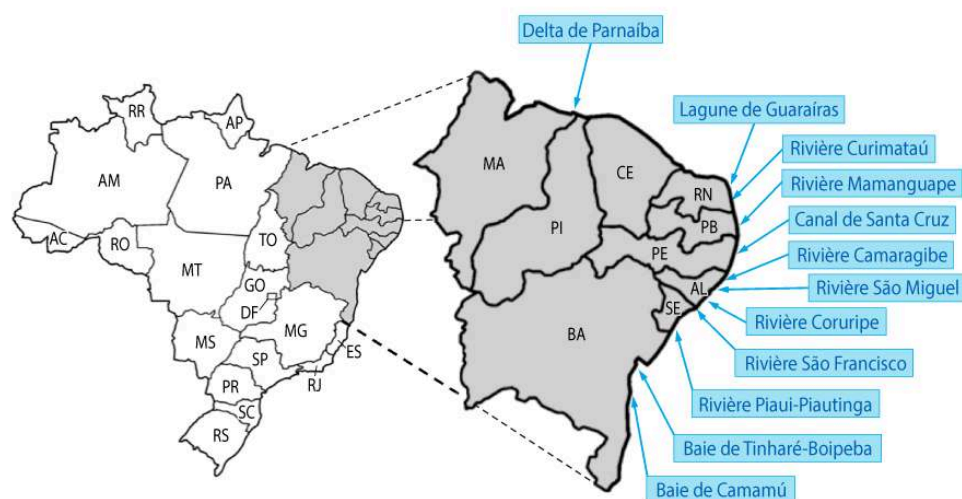 Delta de Parnaíba
Lagune de Guaraíras
Rivière Curimataú
Rivière Mamanguape
Canal de Santa Cruz
Rivière Camaragibe
Rivière São Miguel
Rivière Coruripe
Rivière São Francisco
Rivière Piaui-Piautinga
Baie de Tinharé-Boipeba
Baie de Camamú
RR
AP
AM
PA
AC
RO
TO
MT
GO
DF
MG
MS
ES
SP
RJ
PR
SC
RS
MA
CE
RN
PI
PB
PE
AL
SE
BA